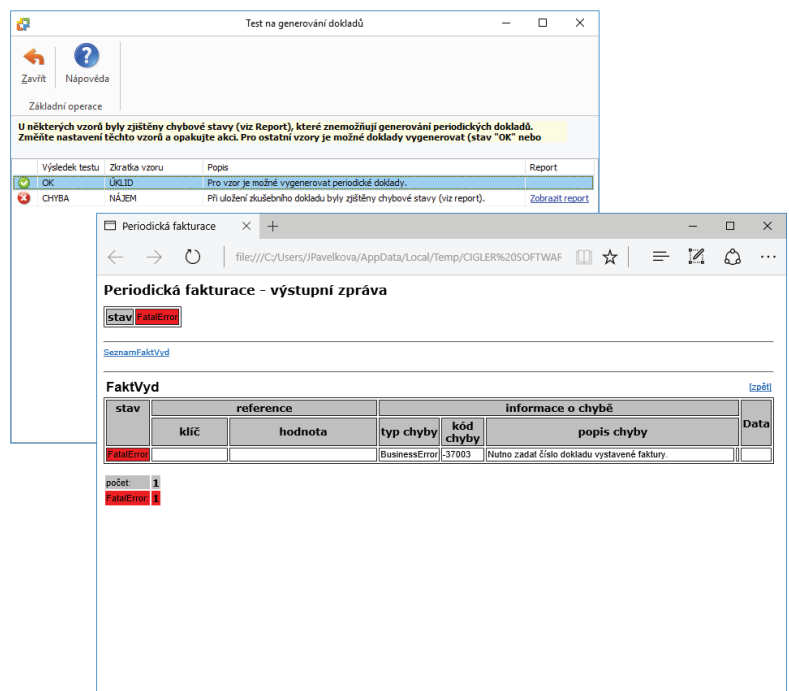 Test na generování dokladů
Zavřít Nápověda
Základní operace
U některých vzorů byly zjištěny chybové stavy (viz Report), které znemožňují generování periodických dokladů.
Změňte nastavení těchto vzorů a opakujte akci. Pro ostatní vzory je možné doklady vygenerovat (stav "OK" nebo
Výsledek testu Zkratka vzoru Popis Report
OK ÚKLID Pro vzor je možné vygenerovat periodické doklady.
CHYBA NÁJEM Při uložení zkušebního dokladu byly zjištěny chybové stavy (viz report). Zobrazit report
Periodická fakturace
file:///C:/Users/JPavelkova/AppData/Local/Temp/CIGLER%20SOFTWAR
Periodická fakturace - výstupní zpráva
stav FatalError
SeznamFaktVyd
FaktVyd [zpět]
stav reference informace o chybě Data
klíč hodnota typ chyby kód chyby popis chyby
FatalError BusinessError -37003 Nutno zadat číslo dokladu vystavené faktury.
počet: 1
FatalError: 1